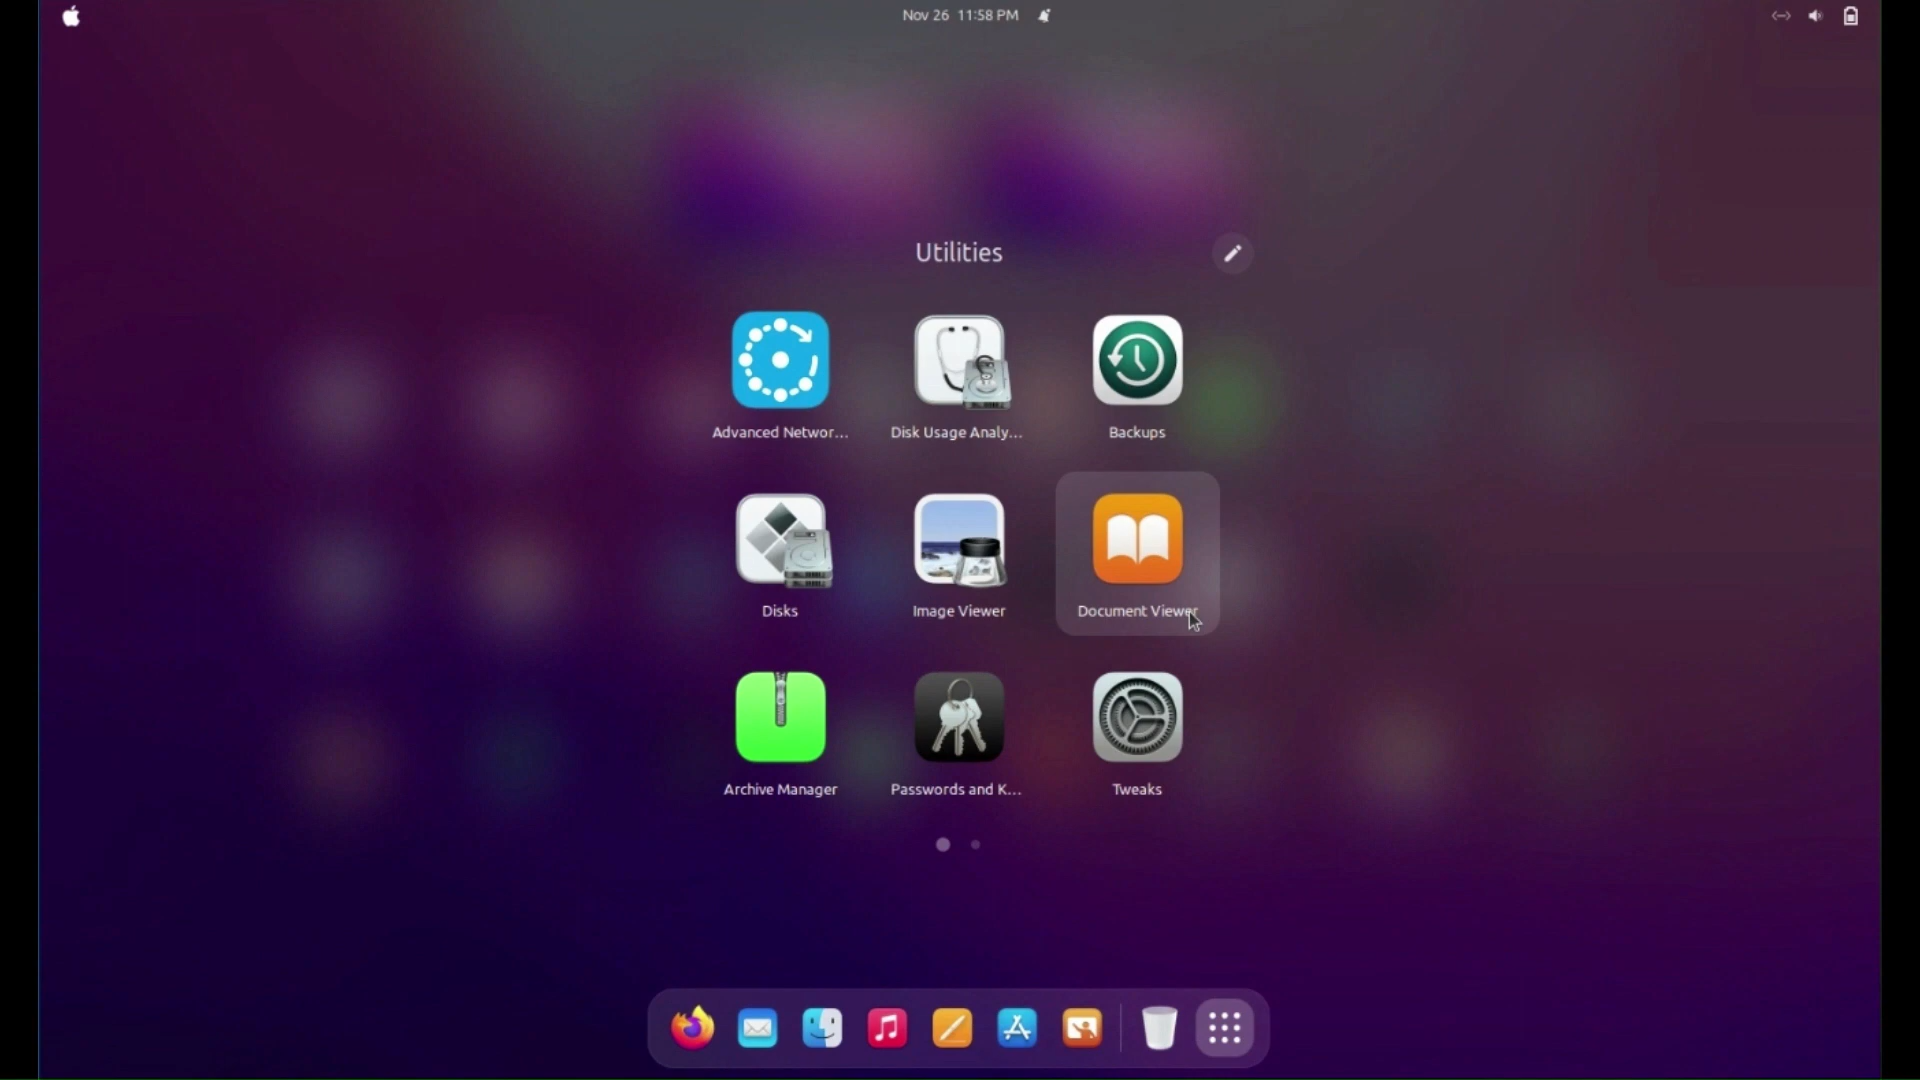 Nov 26 11:58 PM
Utilities
Advanced Networ...
Disk Usage Analy...
Backups
Disks
Image Viewer
Document Viewer
Archive Manager
Passwords and K...
Tweaks